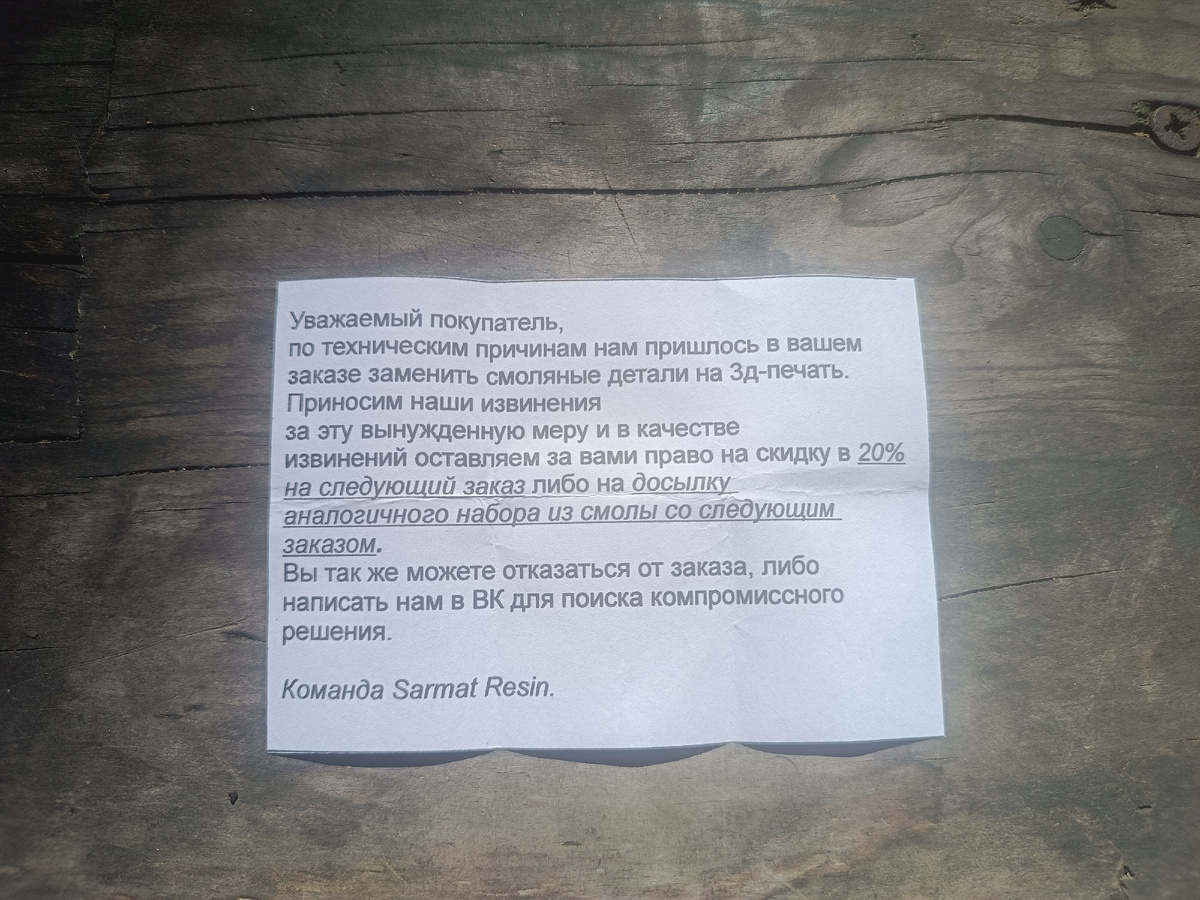 Уважаемый покупатель,
по техническим причинам нам пришлось в вашем
заказе заменить смоляные детали на 3д-печать.
Приносим наши извинения
за эту вынужденную меру и в качестве
извинений оставляем за вами право на скидку в 20%
на следующий заказ либо на досылку
аналогичного набора из смолы со следующим
заказом.
Вы так же можете отказаться от заказа, либо
написать нам в ВК для поиска компромиссного
решения.
Команда Sarmat Resin.